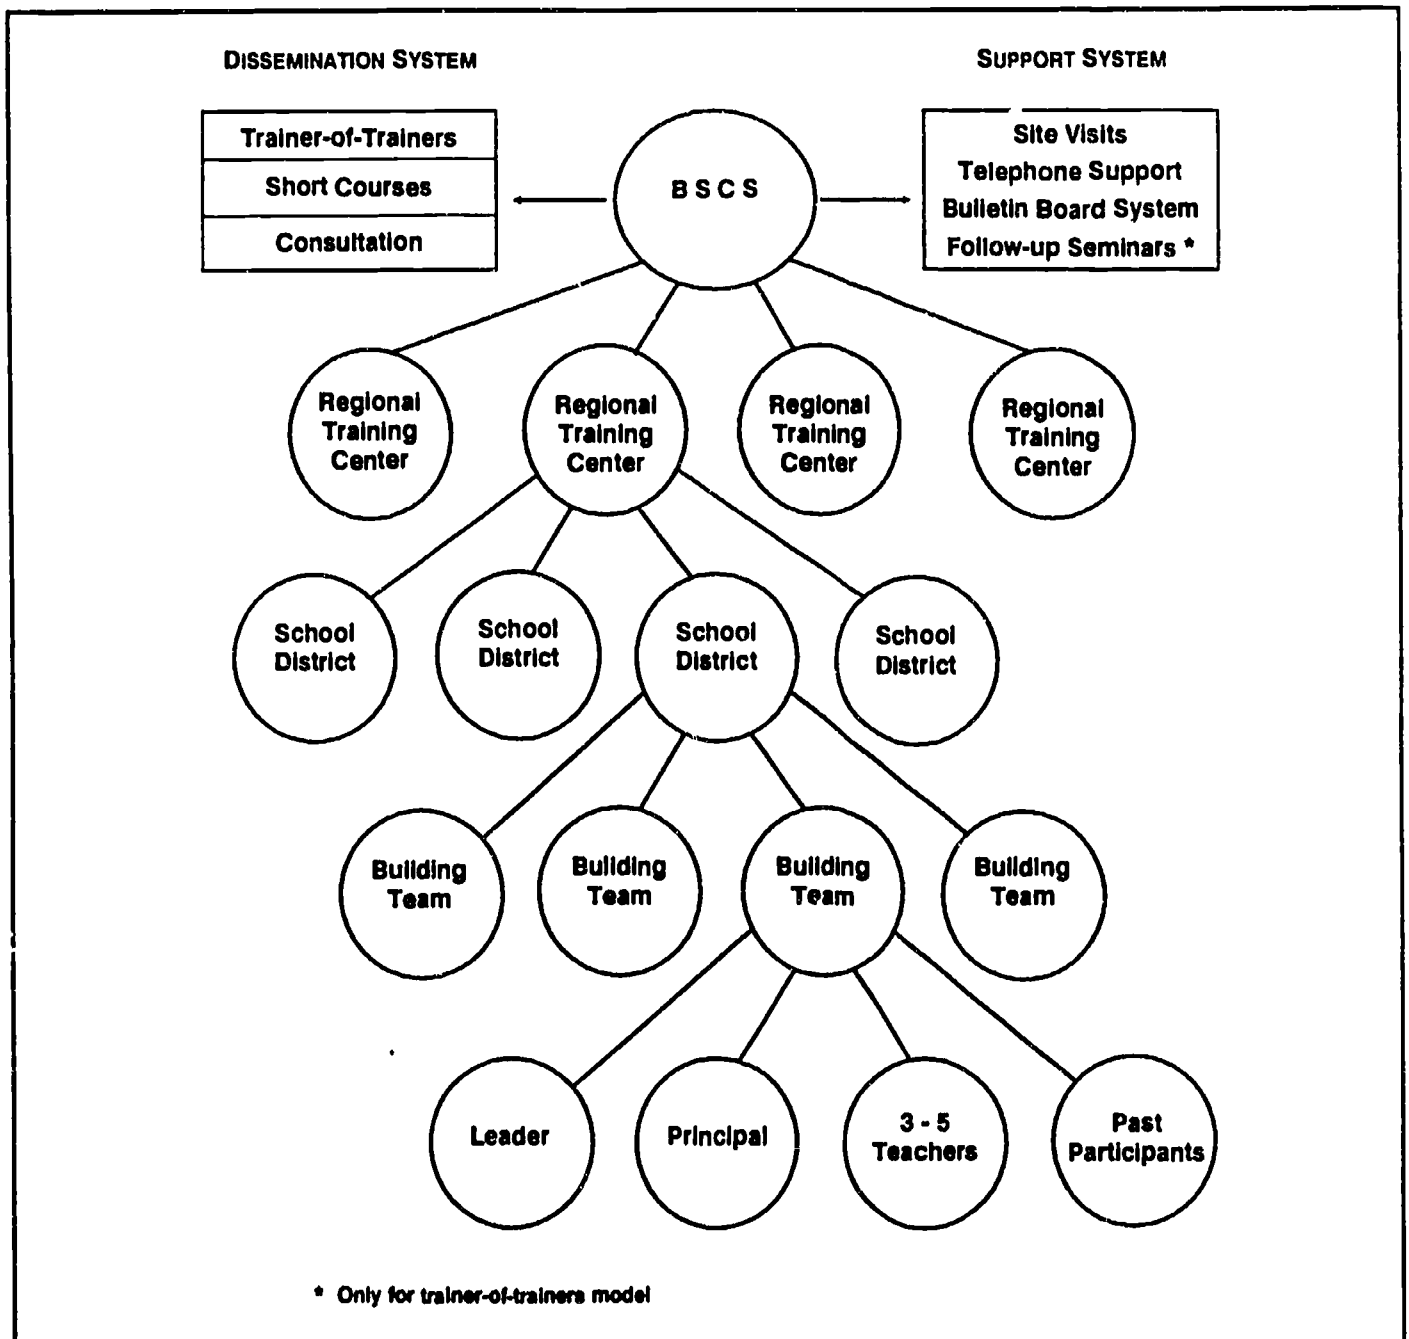 DISSEMINATION SYSTEM
SUPPORT SYSTEM
Trainer-of-Trainers
Short Courses
Consultation
B S C S
Site Visits
Telephone Support
Bulletin Board System
Follow-up Seminars *
Regional
Training
Center
Regional
Training
Center
Regional
Training
Center
Regional
Training
Center
School
District
School
District
School
District
School
District
Building
Team
Building
Team
Building
Team
Building
Team
Leader
Principal
3 - 5
Teachers
Past
Participants
* Only for trainer-of-trainers model